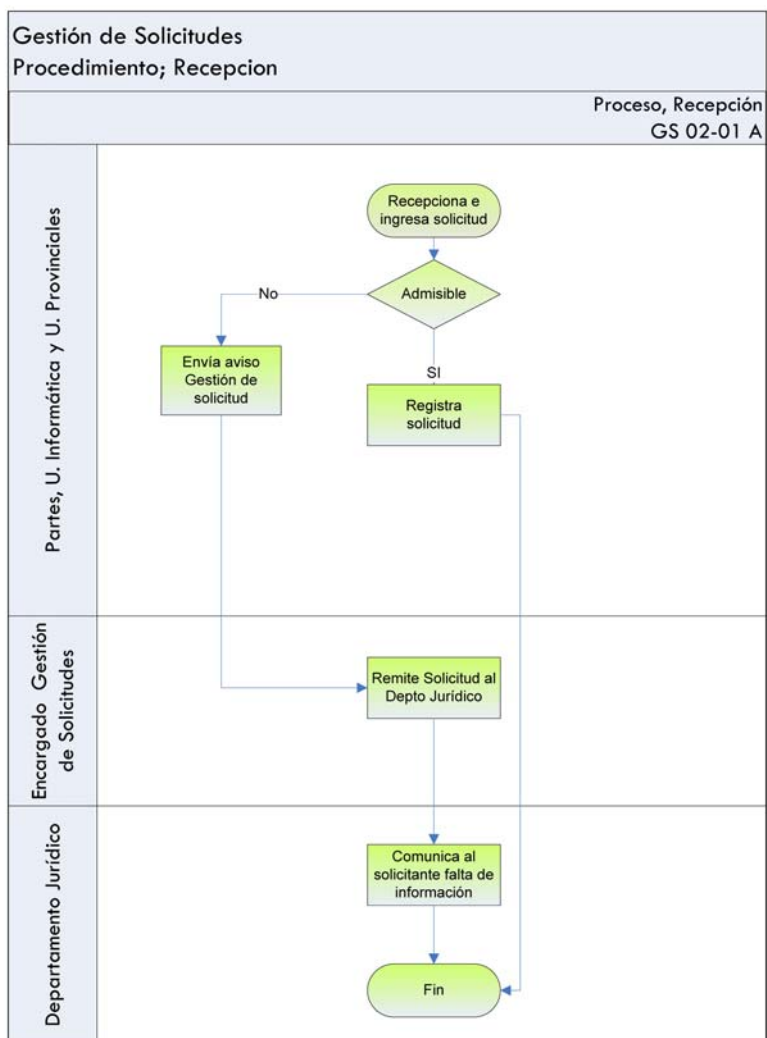 Gestión de Solicitudes
Procedimiento; Recepcion
Proceso, Recepción
GS 02-01 A
Partes, U. Informática y U. Provinciales
Recepciona e
ingresa solicitud
Admisible
No
SI
Envía aviso
Gestión de
solicitud
Registra
solicitud
Encargado Gestión
de Solicitudes
Remite Solicitud al
Depto Jurídico
Departamento Jurídico
Comunica al
solicitante falta de
información
Fin